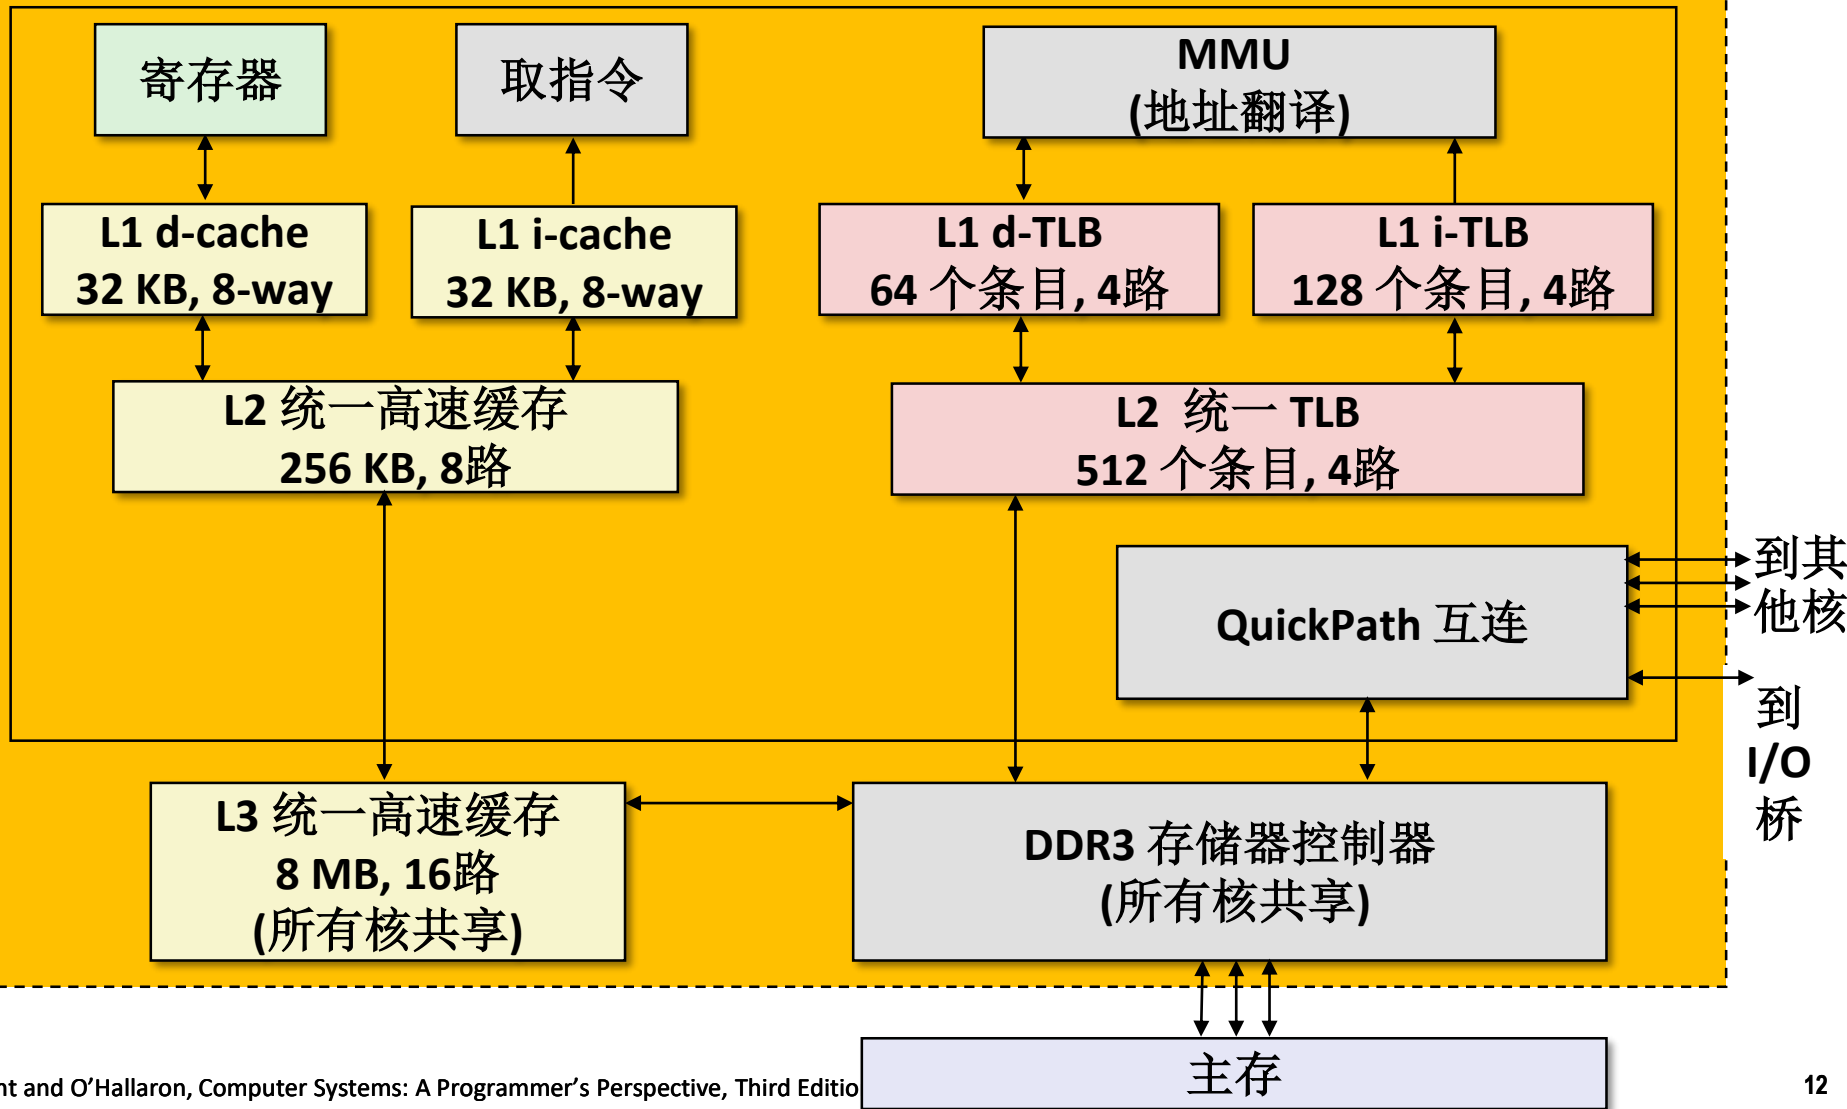 寄存器
取指令
MMU
(地址翻译)
L1 d-cache
32 KB, 8-way
L1 i-cache
32 KB, 8-way
L1 d-TLB
64 个条目, 4路
L1 i-TLB
128 个条目, 4路
L2 统一高速缓存
256 KB, 8路
L2 统一 TLB
512 个条目, 4路
QuickPath 互连
到其
他核
到
I/O
桥
L3 统一高速缓存
8 MB, 16路
(所有核共享)
DDR3 存储器控制器
(所有核共享)
主存
nt and O'Hallaron, Computer Systems: A Programmer's Perspective, Third Editio
12